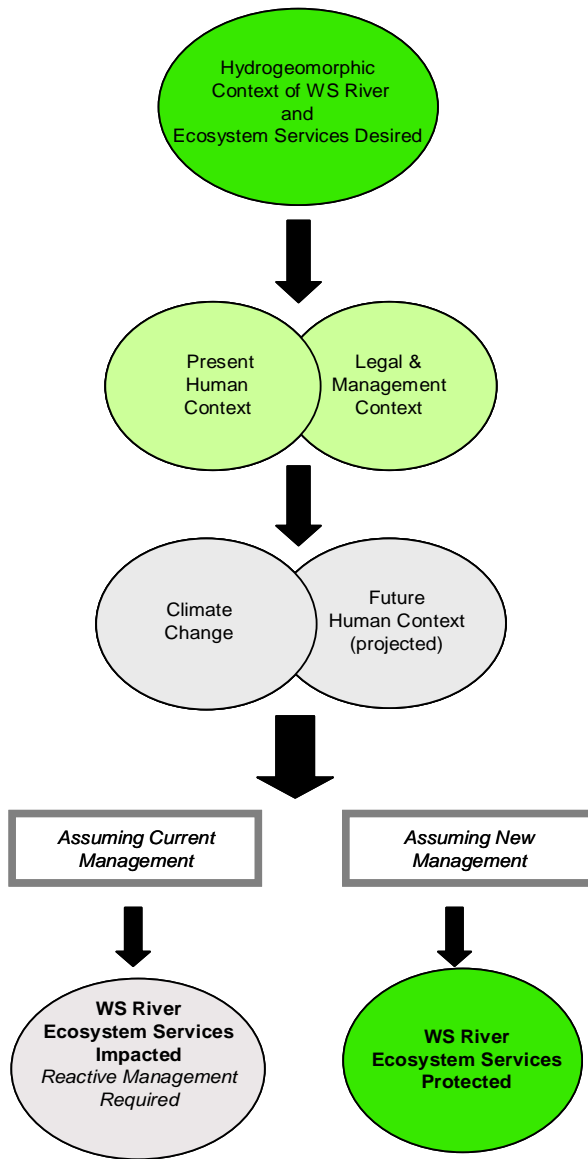 Hydrogeomorphic
Context of WS River
and
Ecosystem Services Desired
Present
Human
Context
Legal &
Management
Context
Climate
Change
Future
Human Context
(projected)
Assuming Current
Management
Assuming New
Management
WS River
Ecosystem Services
Impacted
Reactive Management
Required
WS River
Ecosystem Services
Protected